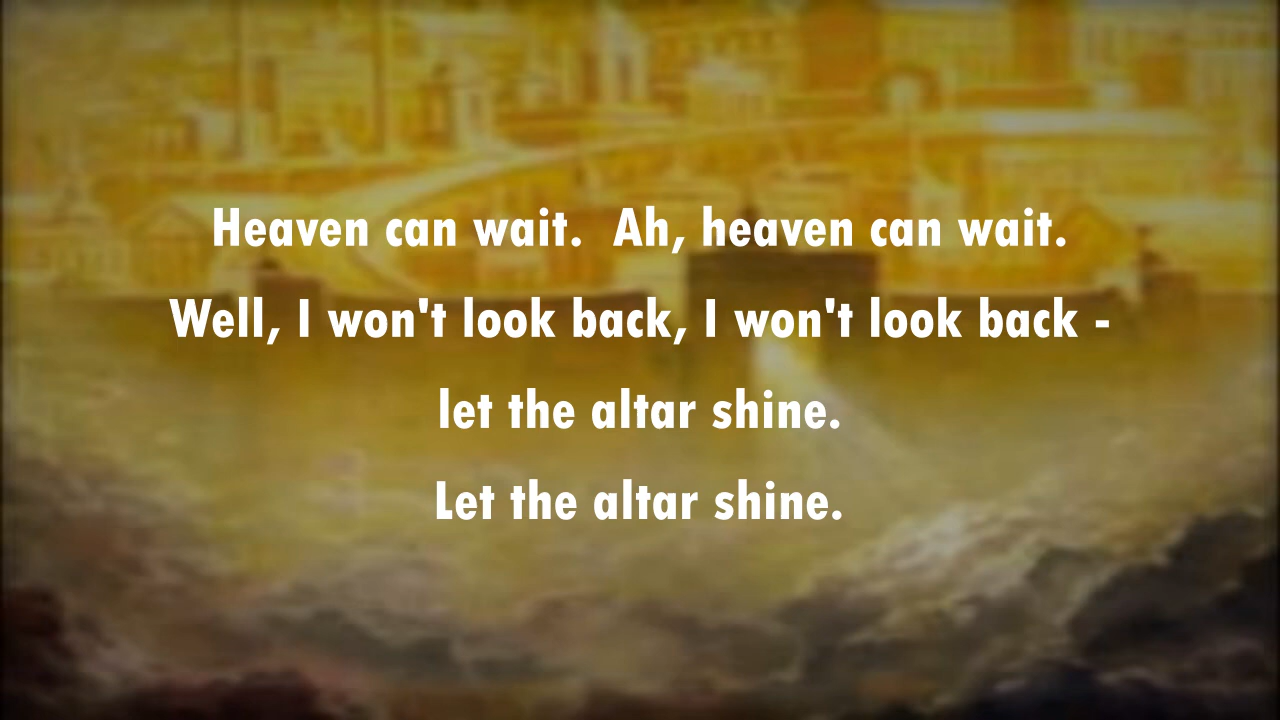 Heaven can wait.  Ah, heaven can wait.
Well, I won't look back, I won't look back -
let the altar shine.
Let the altar shine.